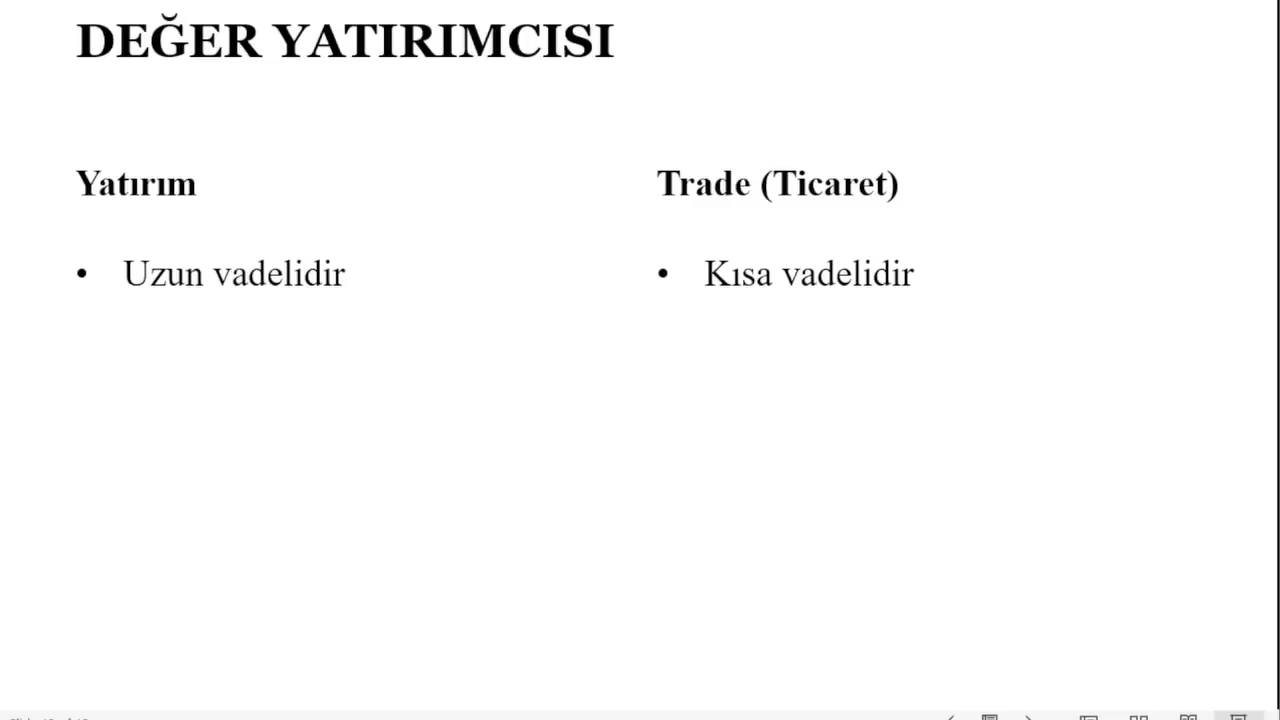 DEĞER YATIRIMCISI
Yatırım
Trade (Ticaret)
• Uzun vadelidir
• Kısa vadelidir